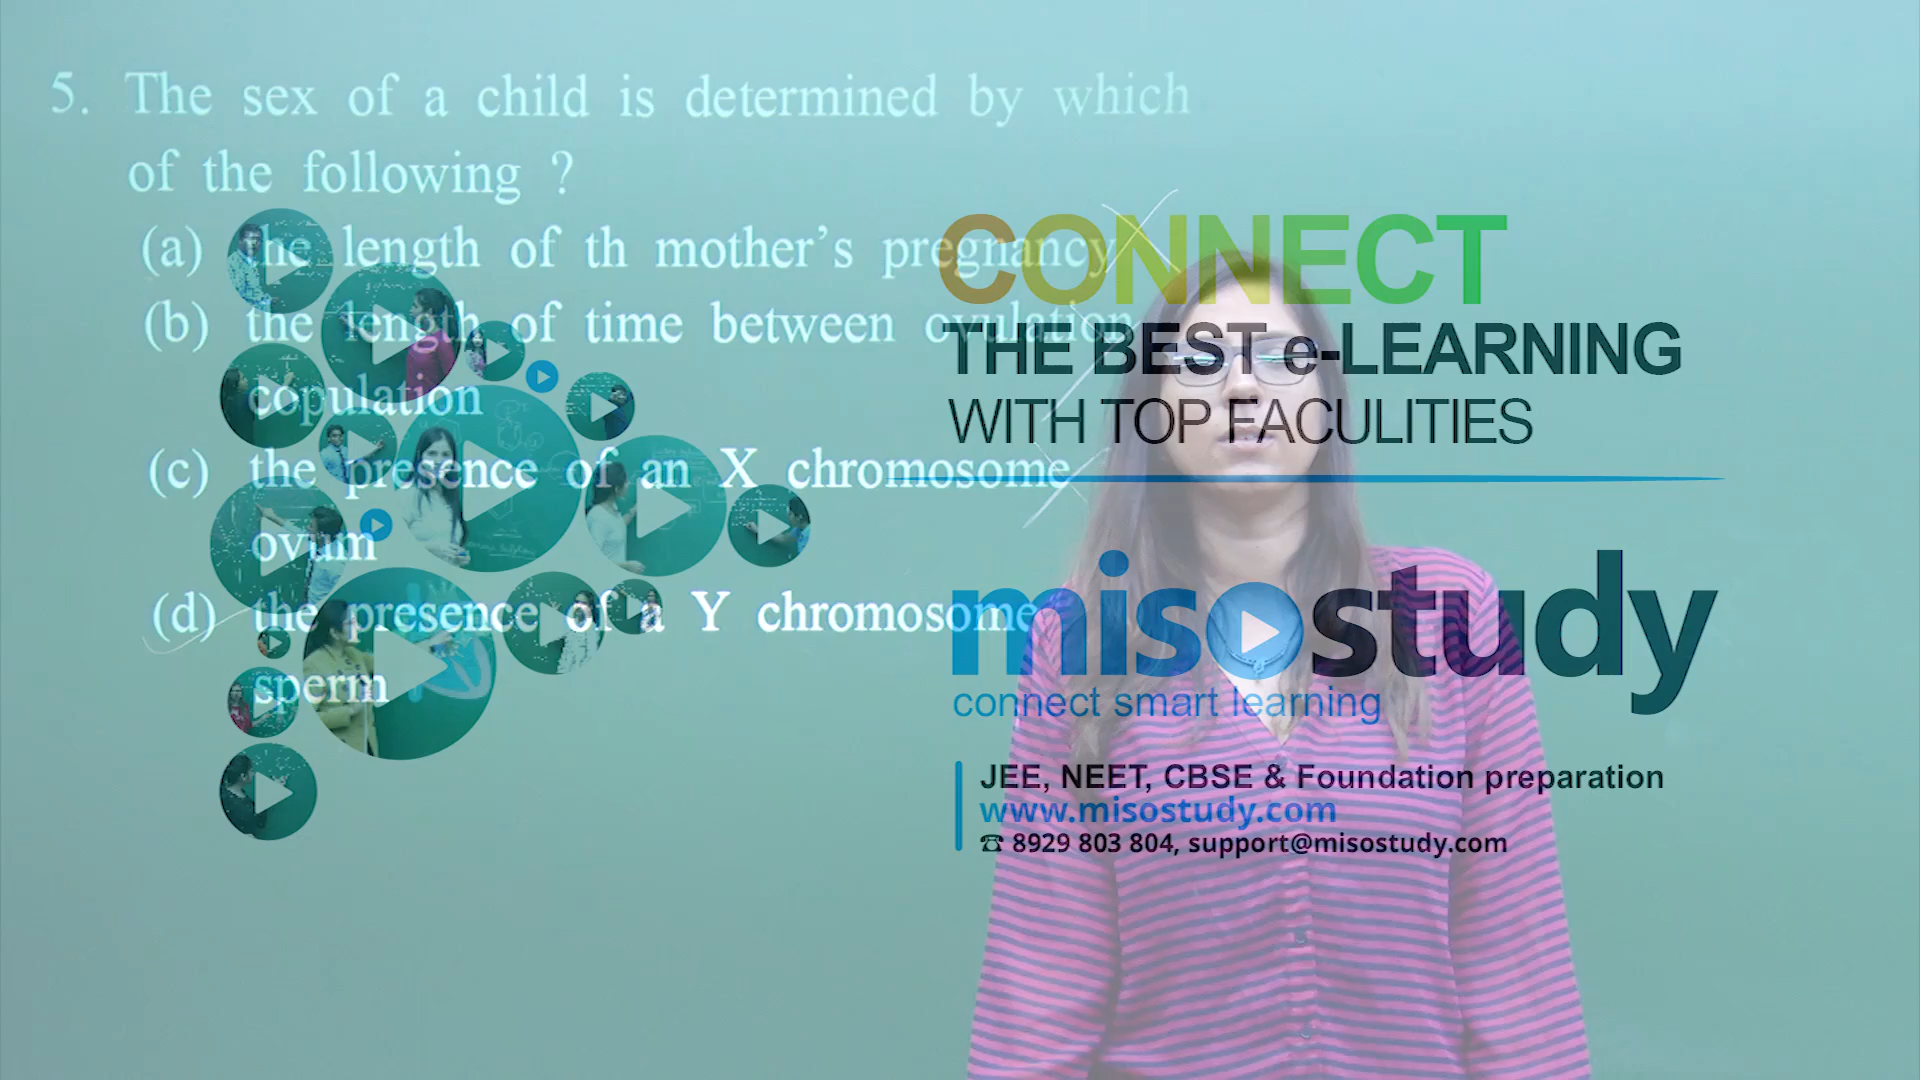 5. The sex of a child is determined by which
of the following ?
(a) the length of th mother's pregnancy
(b) the length of time between ovulation
copulation
(c) the presence of an X chromosome
ovum
(d) the presence of a Y chromosome
sperm
CONNECT
THE BEST e-LEARNING
WITH TOP FACULITIES
misostudy
connect smart learning
JEE, NEET, CBSE & Foundation preparation
www.misostudy.com
☎ 8929 803 804, support@misostudy.com